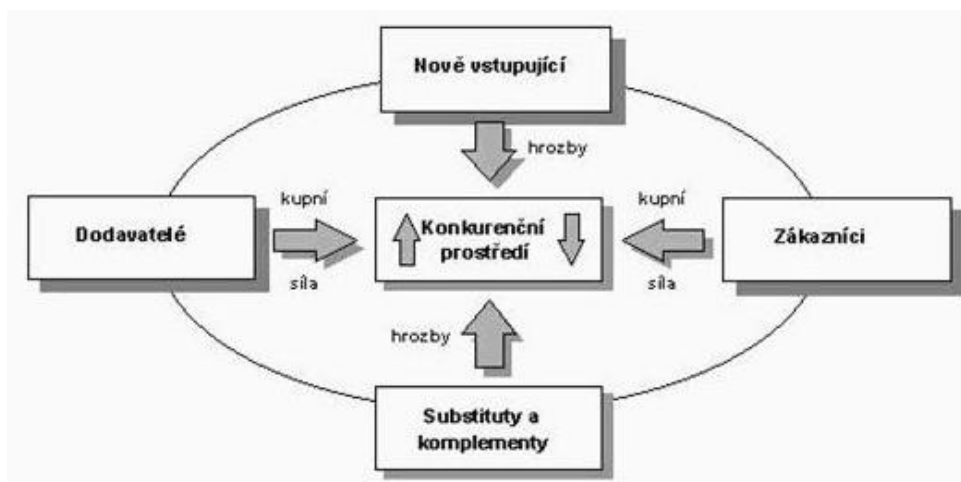 Nově vstupující
hrozby
kupní
kupní
Dodavatelé
Konkurenční
prostředí
Zákazníci
síla
síla
hrozby
Substituty a
komplementy